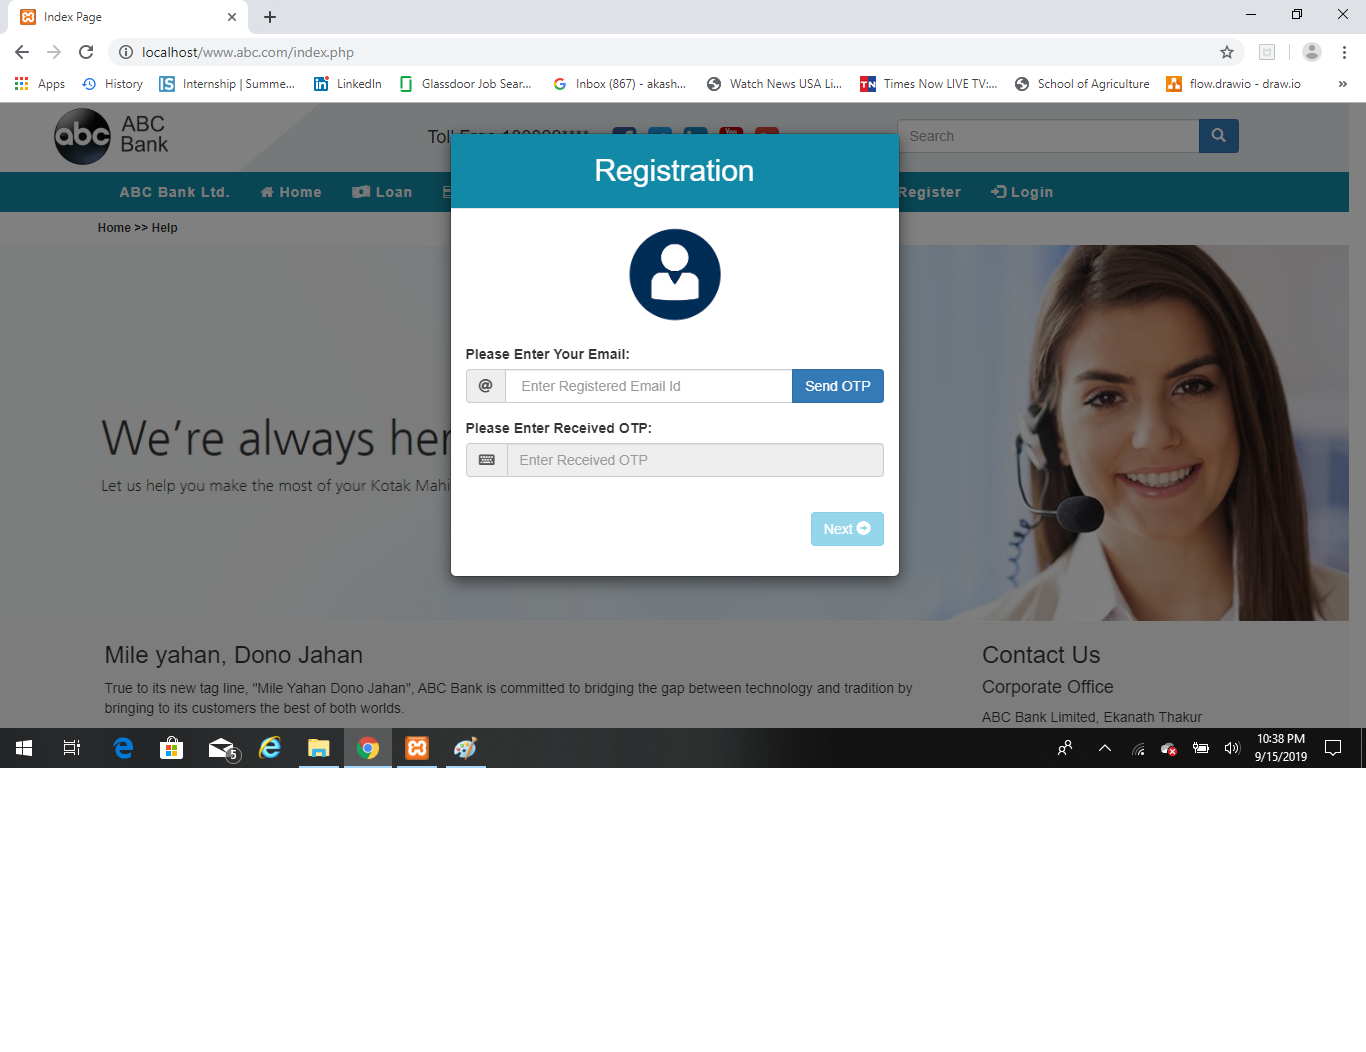 Index Page
localhost/www.abc.com/index.php
Apps History Internship | Summe... LinkedIn Glassdoor Job Sear... Inbox (867) - akash... Watch News USA Li... Times Now LIVE TV:... School of Agriculture flow.drawio - draw.io »
abc ABC
Bank
Search
ABC Bank Ltd. Home Loan Register Login
Home >> Help
Registration
Please Enter Your Email:
@ Enter Registered Email Id Send OTP
Please Enter Received OTP:
Enter Received OTP
Next
We're always her
Let us help you make the most of your Kotak Mahi
Mile yahan, Dono Jahan
True to its new tag line, "Mile Yahan Dono Jahan", ABC Bank is committed to bridging the gap between technology and tradition by
bringing to its customers the best of both worlds.
Contact Us
Corporate Office
ABC Bank Limited, Ekanath Thakur
5
10:38 PM
9/15/2019